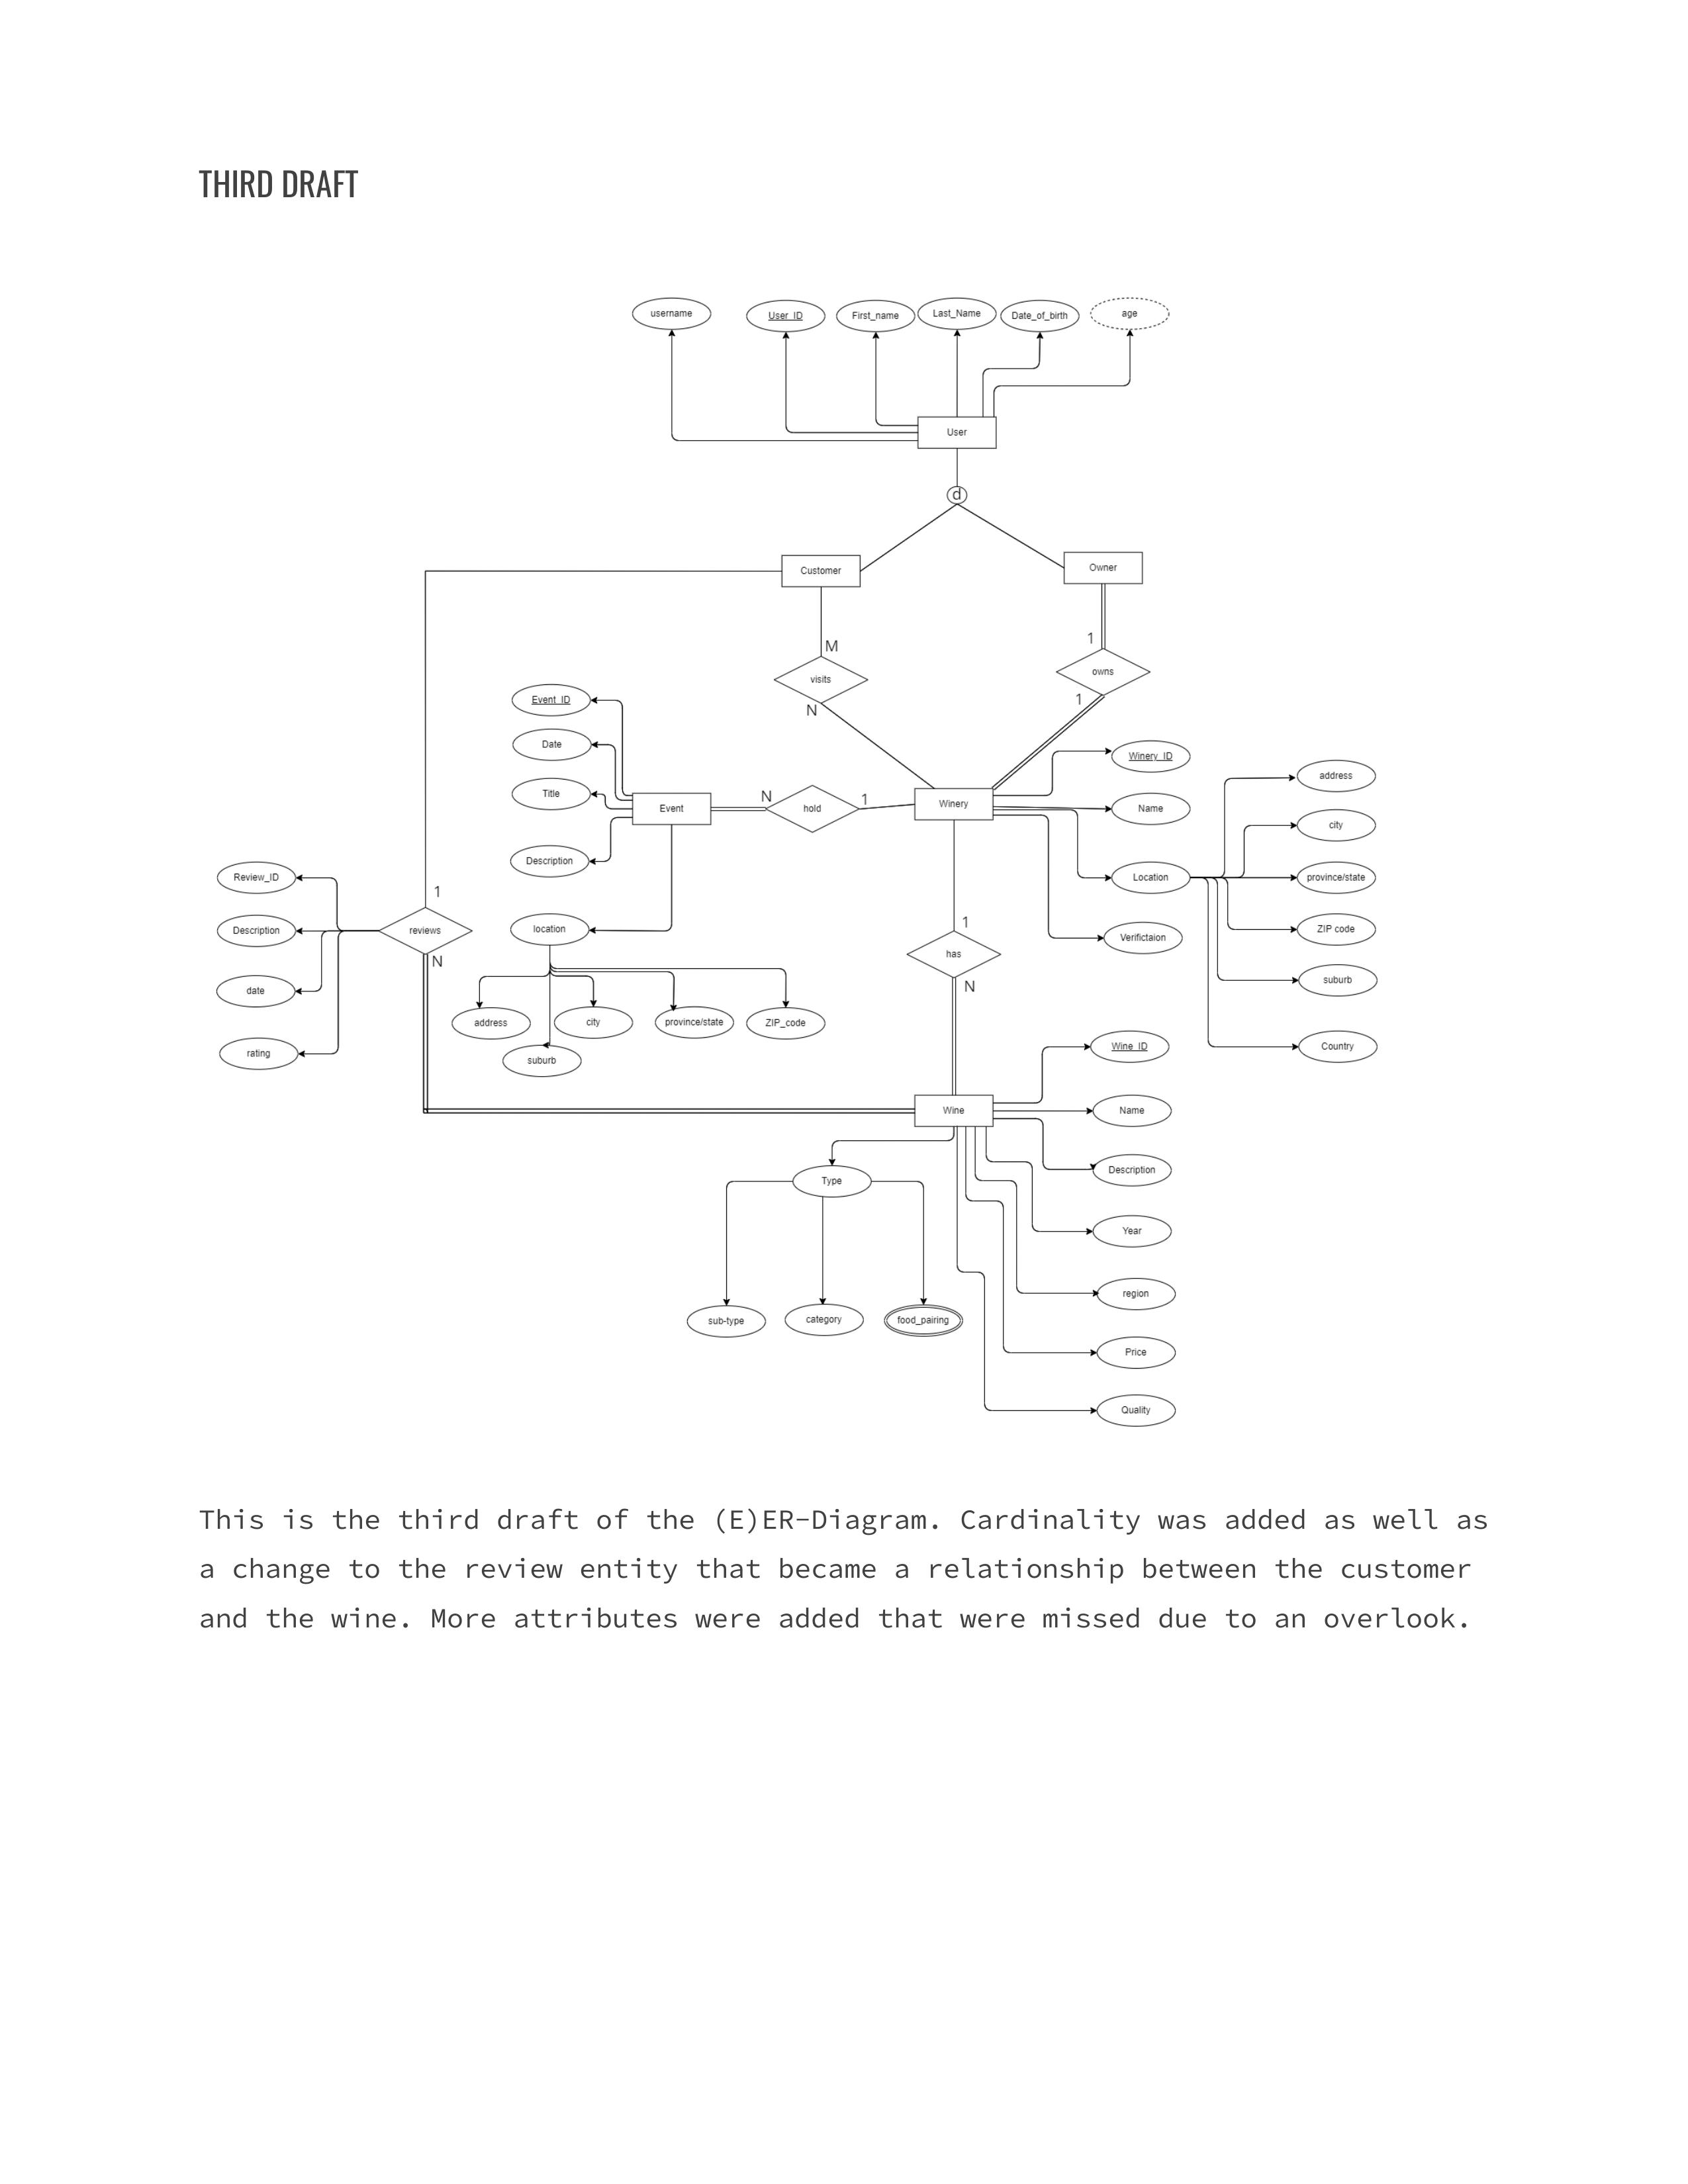 THIRD DRAFT
username
User_ID
First_name
Last_Name
Date_of_birth
age
User
d
Customer
Owner
M
1
visits
owns
N
1
Event_ID
Date
Title
Event
N
hold
1
Winery
Winery_ID
Name
Location
Verifictaion
address
city
province/state
ZIP code
suburb
Country
Description
location
address
city
province/state
ZIP_code
suburb
Review_ID
Description
date
rating
1
reviews
N
1
has
N
Wine
Wine_ID
Name
Description
Year
region
Price
Quality
Type
sub-type
category
food_pairing
This is the third draft of the (E)ER-Diagram. Cardinality was added as well as
a change to the review entity that became a relationship between the customer
and the wine. More attributes were added that were missed due to an overlook.